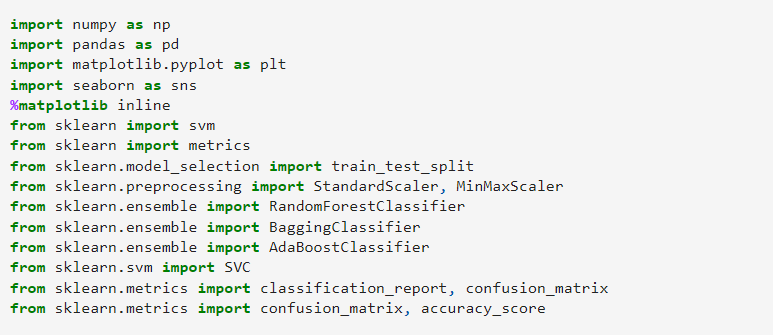 import numpy as np
import pandas as pd
import matplotlib.pyplot as plt
import seaborn as sns
%matplotlib inline
from sklearn import svm
from sklearn import metrics
from sklearn.model_selection import train_test_split
from sklearn.preprocessing import StandardScaler, MinMaxScaler
from sklearn.ensemble import RandomForestClassifier
from sklearn.ensemble import BaggingClassifier
from sklearn.ensemble import AdaBoostClassifier
from sklearn.svm import SVC
from sklearn.metrics import classification_report, confusion_matrix
from sklearn.metrics import confusion_matrix, accuracy_score